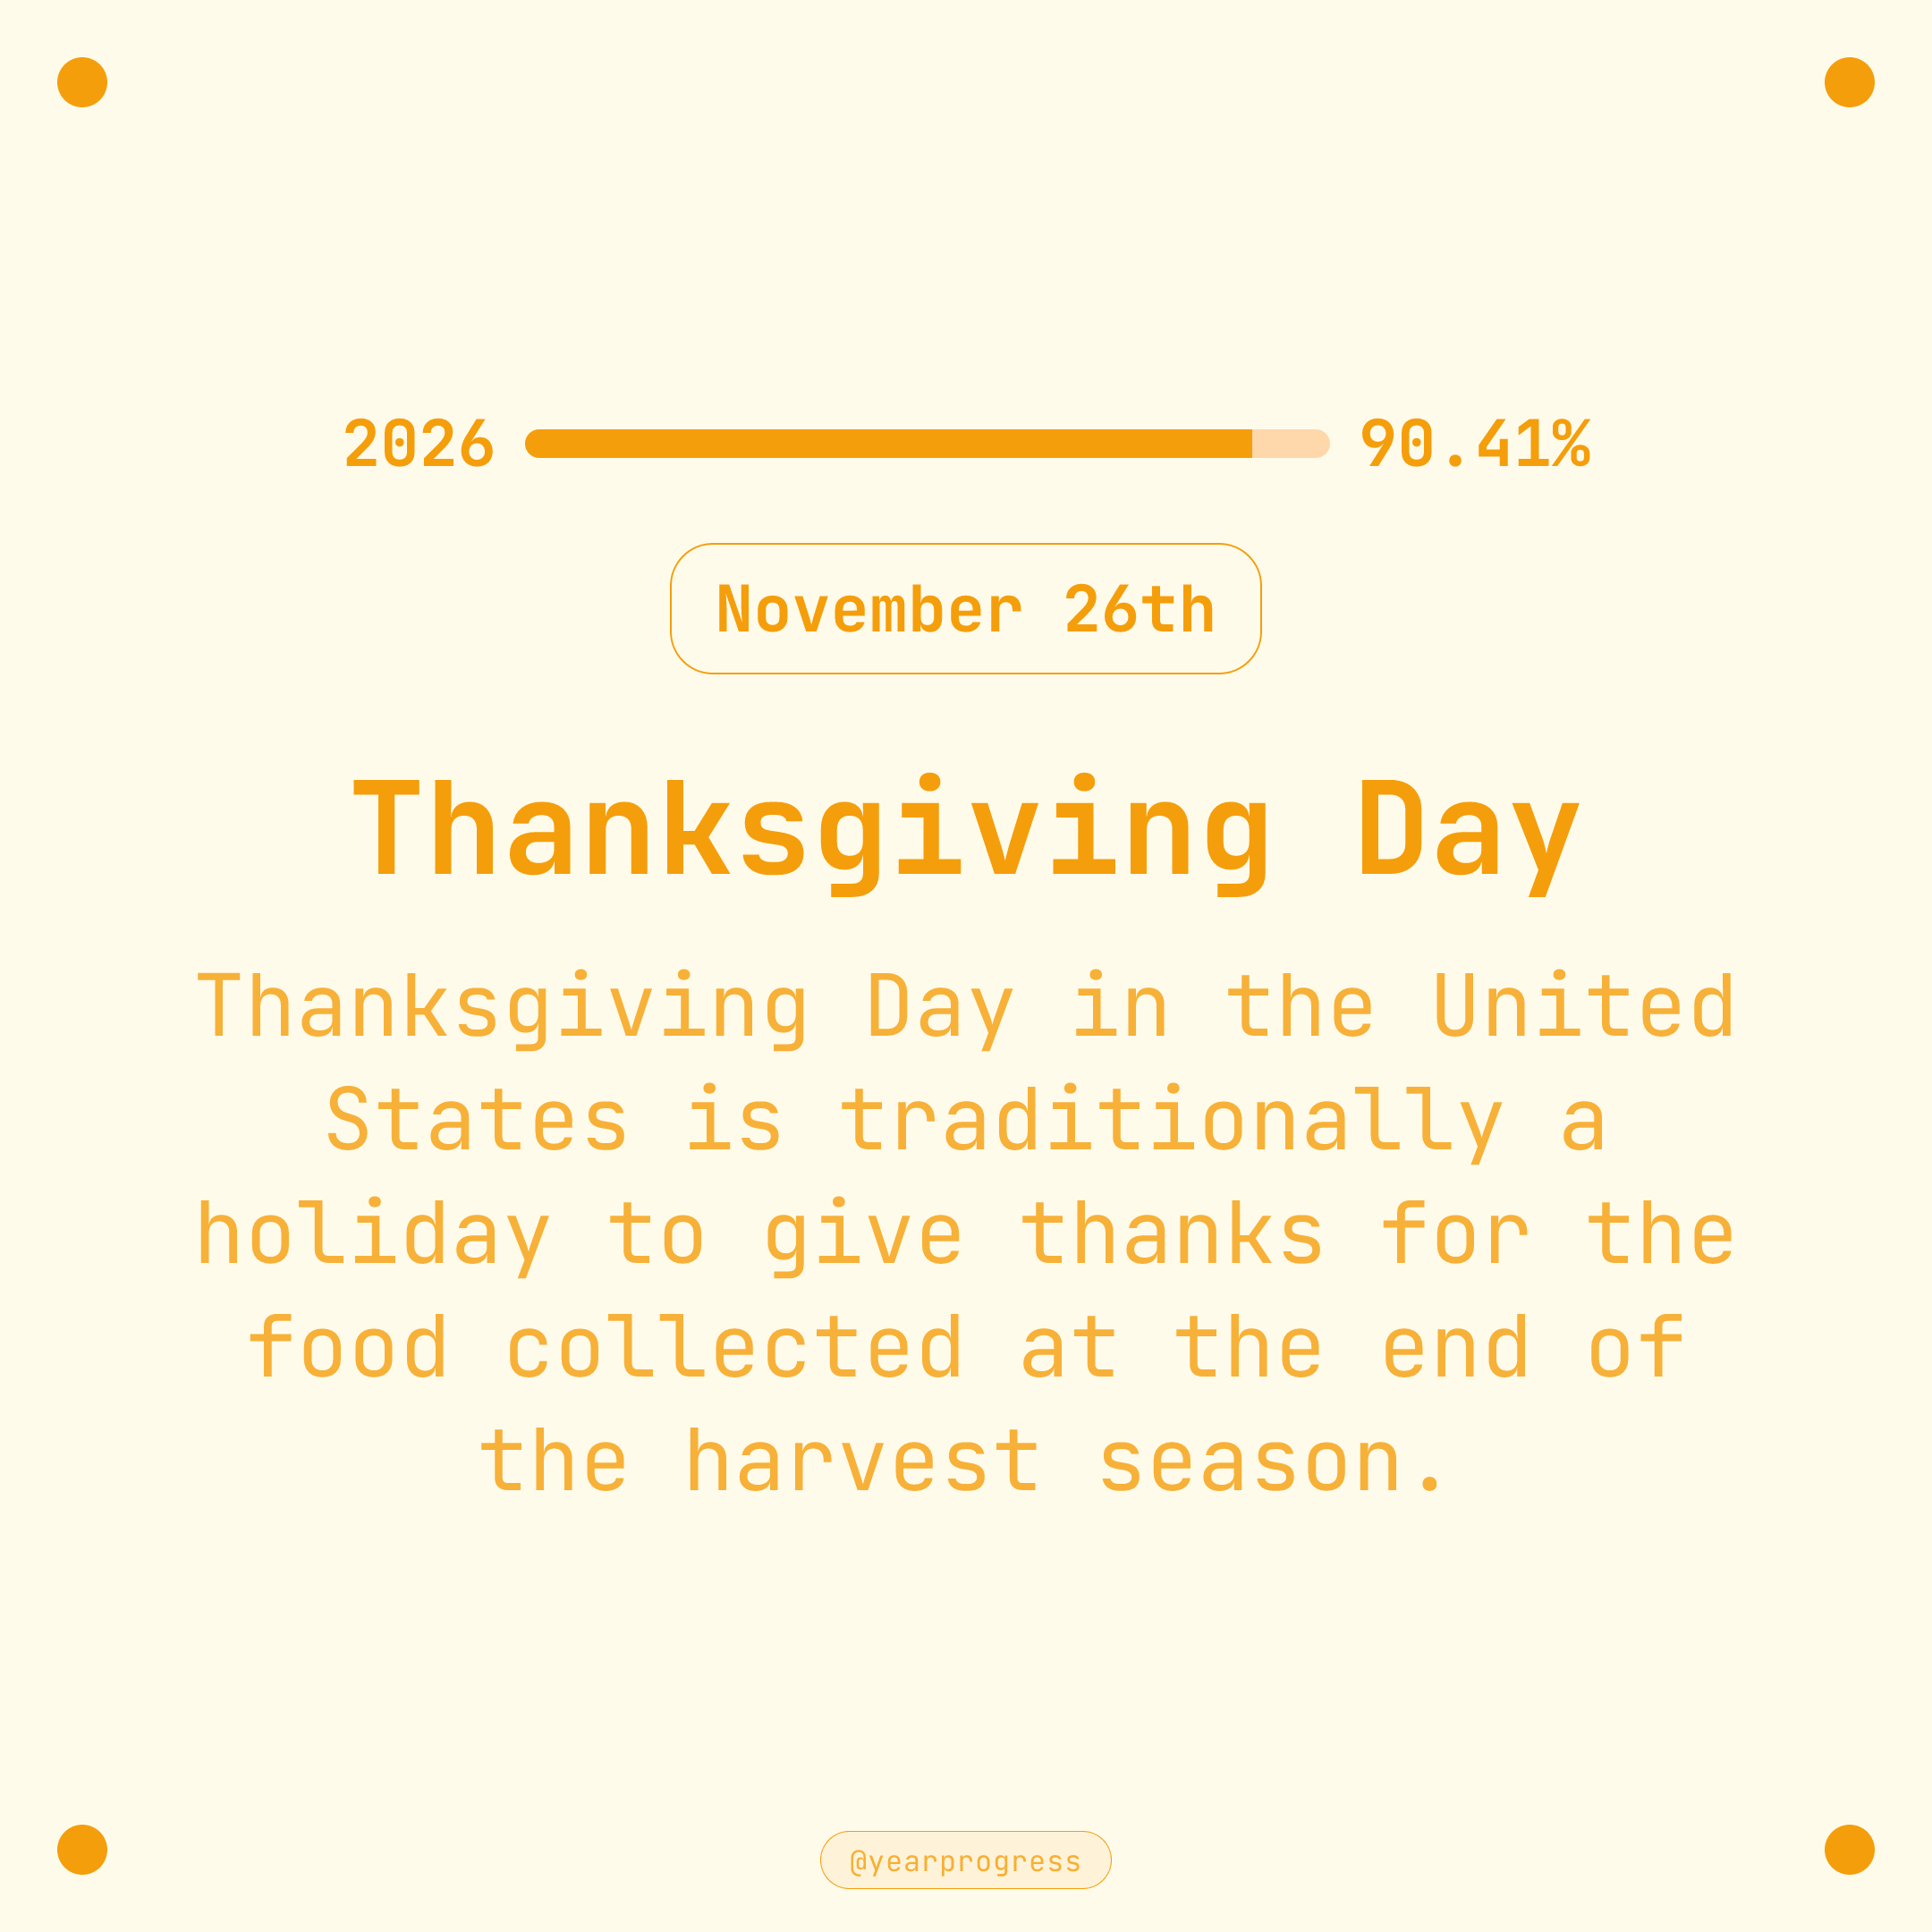 2026 90.41%
November 26th
Thanksgiving Day
Thanksgiving Day in the United
States is traditionally a
holiday to give thanks for the
food collected at the end of
the harvest season.
@yearprogress